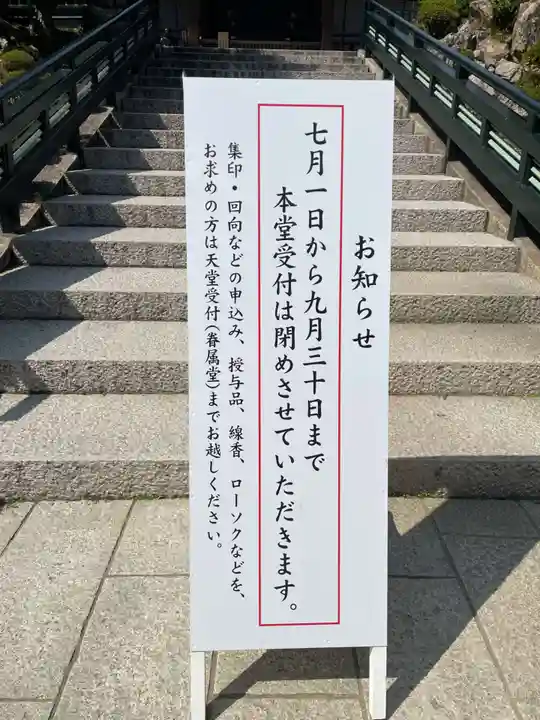 お知らせ
七月一日から九月三十日まで
本堂受付は閉めさせていただきます。
集印・回向などの申込み、授与品、線香、ローソクなどを、
お求めの方は天堂受付(眷属堂)までお越しください。